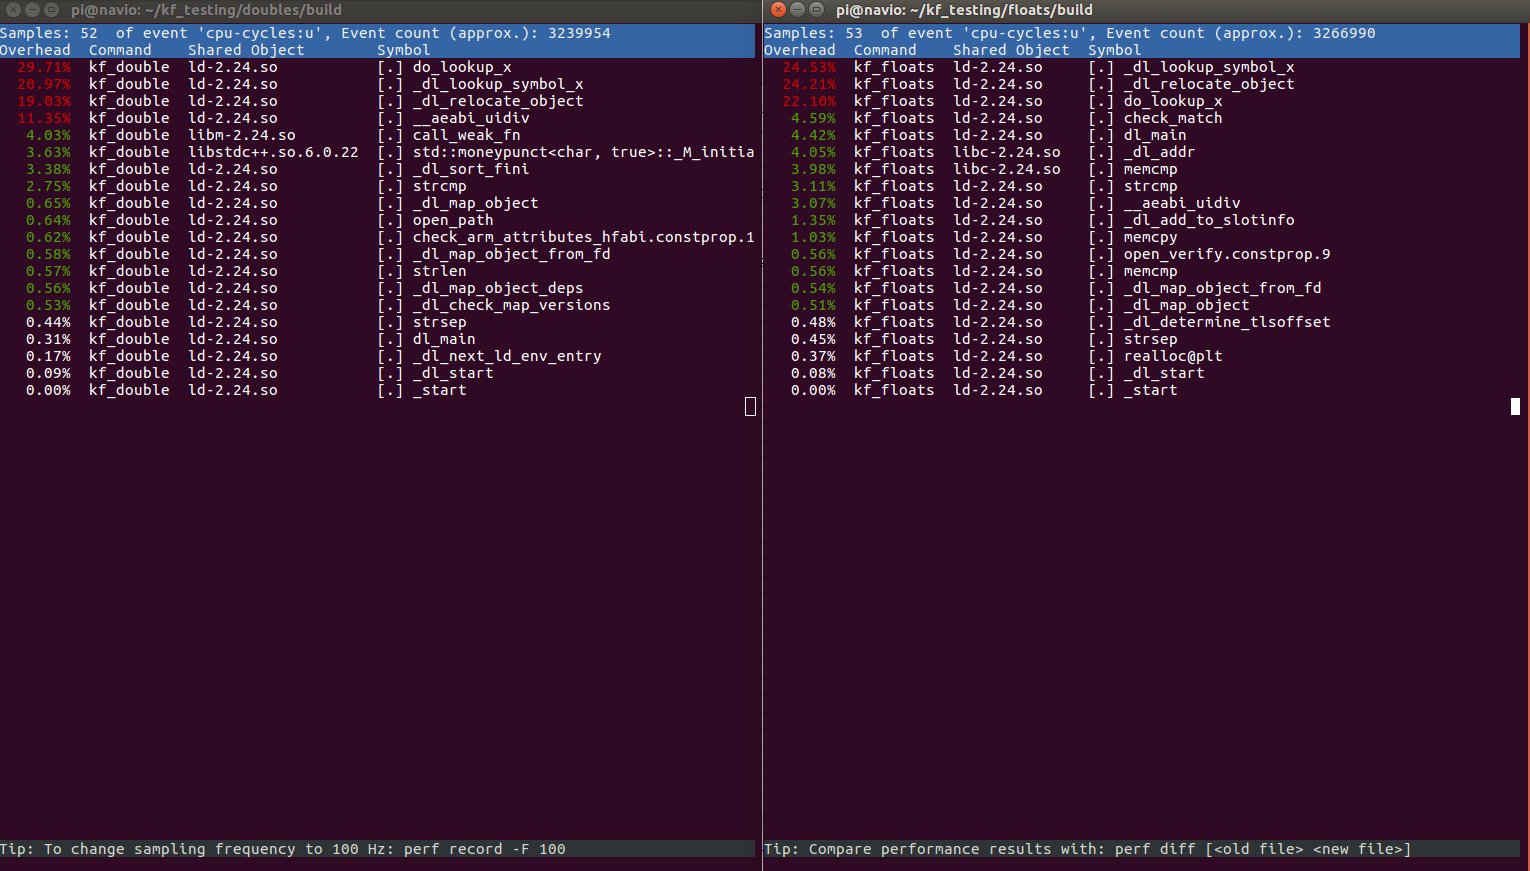 pi@navio: ~/kf_testing/doubles/build
Samples: 52  of event 'cpu-cycles:u', Event count (approx.): 3239954
Overhead  Command    Shared Object        Symbol
29.71%  kf_double  ld-2.24.so           [.] do_lookup_x
20.97%  kf_double  ld-2.24.so           [.] _dl_lookup_symbol_x
19.03%  kf_double  ld-2.24.so           [.] _dl_relocate_object
11.35%  kf_double  ld-2.24.so           [.] __aeabi_uidiv
4.03%  kf_double  libm-2.24.so         [.] call_weak_fn
3.63%  kf_double  libstdc++.so.6.0.22  [.] std::moneypunct<char, true>::_M_initia
3.38%  kf_double  ld-2.24.so           [.] _dl_sort_fini
2.75%  kf_double  ld-2.24.so           [.] strcmp
0.65%  kf_double  ld-2.24.so           [.] _dl_map_object
0.64%  kf_double  ld-2.24.so           [.] open_path
0.62%  kf_double  ld-2.24.so           [.] check_arm_attributes_hfabi.constprop.1
0.58%  kf_double  ld-2.24.so           [.] _dl_map_object_from_fd
0.57%  kf_double  ld-2.24.so           [.] strlen
0.56%  kf_double  ld-2.24.so           [.] _dl_map_object_deps
0.53%  kf_double  ld-2.24.so           [.] _dl_check_map_versions
0.44%  kf_double  ld-2.24.so           [.] strsep
0.31%  kf_double  ld-2.24.so           [.] dl_main
0.17%  kf_double  ld-2.24.so           [.] _dl_next_ld_env_entry
0.09%  kf_double  ld-2.24.so           [.] _dl_start
0.00%  kf_double  ld-2.24.so           [.] _start
Tip: To change sampling frequency to 100 Hz: perf record -F 100
pi@navio: ~/kf_testing/floats/build
Samples: 53  of event 'cpu-cycles:u', Event count (approx.): 3266990
Overhead  Command    Shared Object  Symbol
24.53%  kf_floats  ld-2.24.so     [.] _dl_lookup_symbol_x
24.21%  kf_floats  ld-2.24.so     [.] _dl_relocate_object
22.10%  kf_floats  ld-2.24.so     [.] do_lookup_x
4.59%  kf_floats  ld-2.24.so     [.] check_match
4.42%  kf_floats  ld-2.24.so     [.] dl_main
4.05%  kf_floats  libc-2.24.so   [.] _dl_addr
3.98%  kf_floats  libc-2.24.so   [.] memcmp
3.11%  kf_floats  ld-2.24.so     [.] strcmp
3.07%  kf_floats  ld-2.24.so     [.] __aeabi_uidiv
1.35%  kf_floats  ld-2.24.so     [.] _dl_add_to_slotinfo
1.03%  kf_floats  ld-2.24.so     [.] memcpy
0.56%  kf_floats  ld-2.24.so     [.] open_verify.constprop.9
0.56%  kf_floats  ld-2.24.so     [.] memcmp
0.54%  kf_floats  ld-2.24.so     [.] _dl_map_object_from_fd
0.51%  kf_floats  ld-2.24.so     [.] _dl_map_object
0.48%  kf_floats  ld-2.24.so     [.] _dl_determine_tlsoffset
0.45%  kf_floats  ld-2.24.so     [.] strsep
0.37%  kf_floats  ld-2.24.so     [.] realloc@plt
0.08%  kf_floats  ld-2.24.so     [.] _dl_start
0.00%  kf_floats  ld-2.24.so     [.] _start
Tip: Compare performance results with: perf diff [<old file> <new file>]